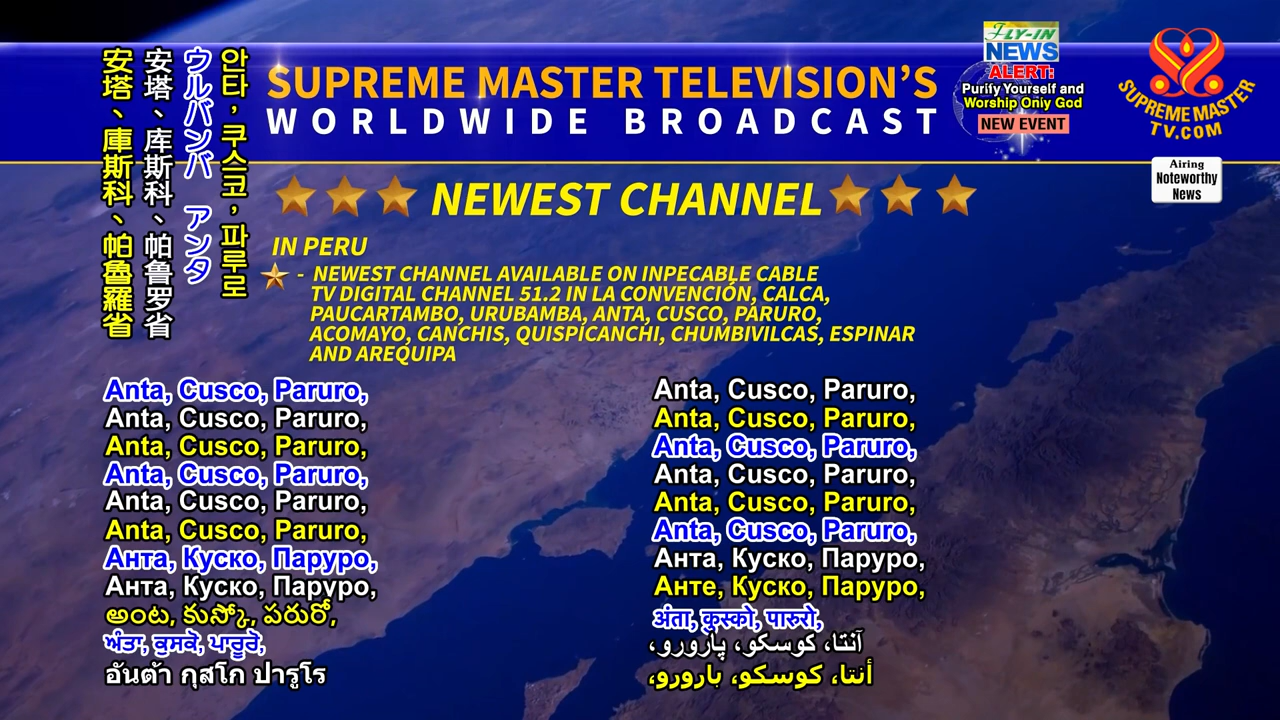 SUPREME MASTER TELEVISION'S
WORLDWIDE BROADCAST
FLY-IN
NEWS
ALERT:
Purify Yourself and
Worship Only God
NEW EVENT
SUPREME MASTER
TV.COM
Airing
Noteworthy
News
安塔、庫斯科、帕魯羅省
安塔、库斯科、帕鲁罗省
ウルバンバ アンタ
안타, 쿠스코, 파루로
NEWEST CHANNEL
IN PERU
- NEWEST CHANNEL AVAILABLE ON INPECABLE CABLE
TV DIGITAL CHANNEL 51.2 IN LA CONVENCIÓN, CALCA,
PAUCARTAMBO, URUBAMBA, ANTA, CUSCO, PARURO,
ACOMAYO, CANCHIS, QUISPICANCHI, CHUMBIVILCAS, ESPINAR
AND AREQUIPA
Anta, Cusco, Paruro,
Anta, Cusco, Paruro,
Anta, Cusco, Paruro,
Anta, Cusco, Paruro,
Anta, Cusco, Paruro,
Anta, Cusco, Paruro,
Анта, Куско, Паруро,
Анта, Куско, Паруро,
అంట, కుస్కో, పరురో,
ਅੰਤਾ, ਕੁਸਕੋ, ਪਾਰੂਰੋ,
อันต้า กุสโก ปารูโร
Anta, Cusco, Paruro,
Anta, Cusco, Paruro,
Anta, Cusco, Paruro,
Anta, Cusco, Paruro,
Anta, Cusco, Paruro,
Anta, Cusco, Paruro,
Анта, Куско, Паруро,
Анте, Куско, Паруро,
अंता, कुस्को, पारुरो,
آنتا، کوسکو، پارورو،
أنتا، كوسكو، بارورو،